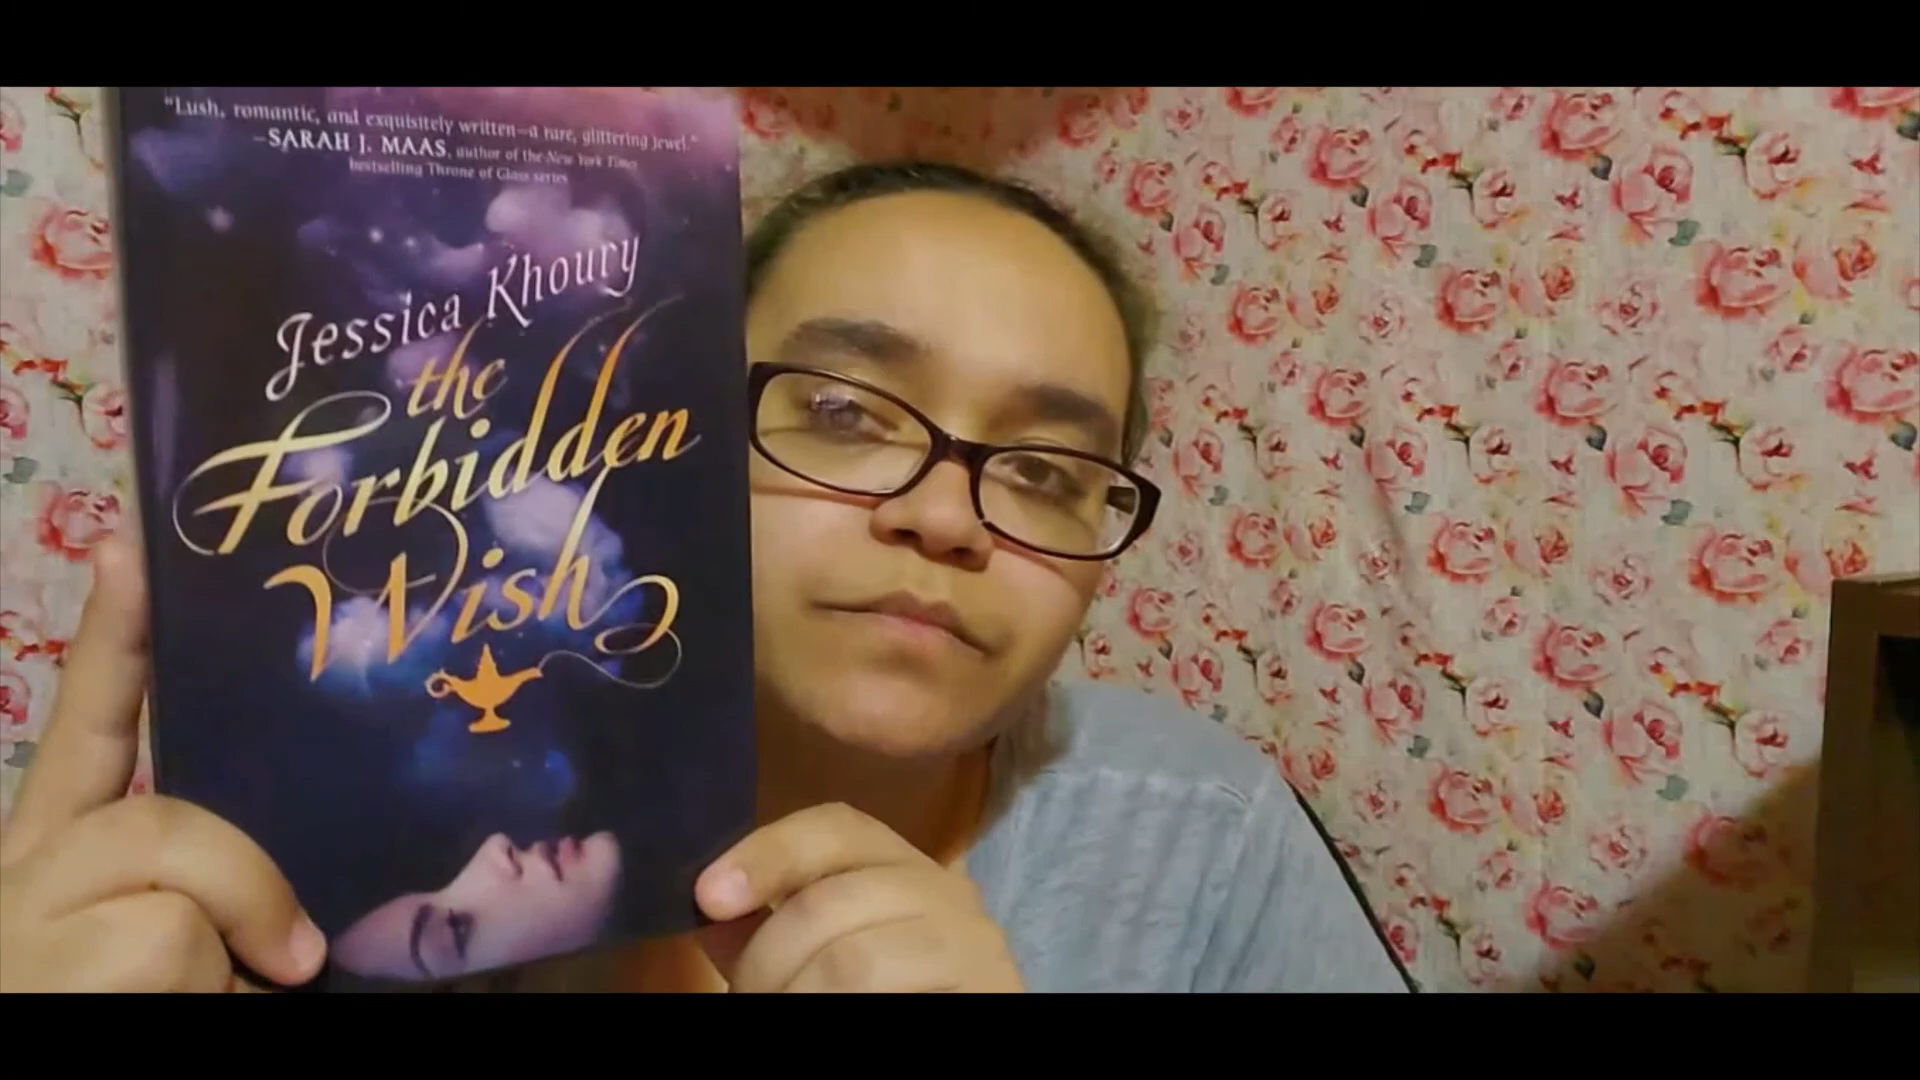 "Lush, romantic, and exquisitely written—a rare, glittering jewel."
—SARAH J. MAAS, author of the New York Times
bestselling Throne of Glass series
Jessica Khoury
the
Forbidden
Wish